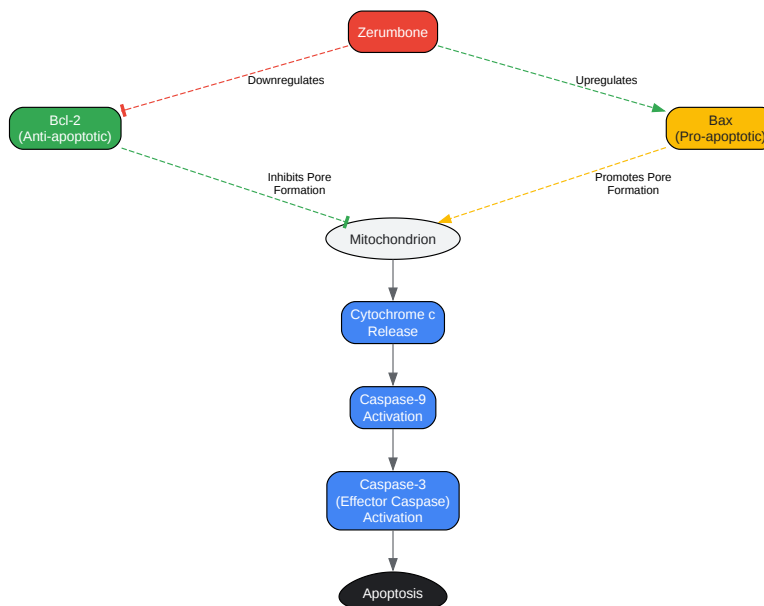 Zerumbone
Downregulates
Upregulates
Bcl-2
(Anti-apoptotic)
Bax
(Pro-apoptotic)
Inhibits Pore
Formation
Promotes Pore
Formation
Mitochondrion
Cytochrome c
Release
Caspase-9
Activation
Caspase-3
(Effector Caspase)
Activation
Apoptosis